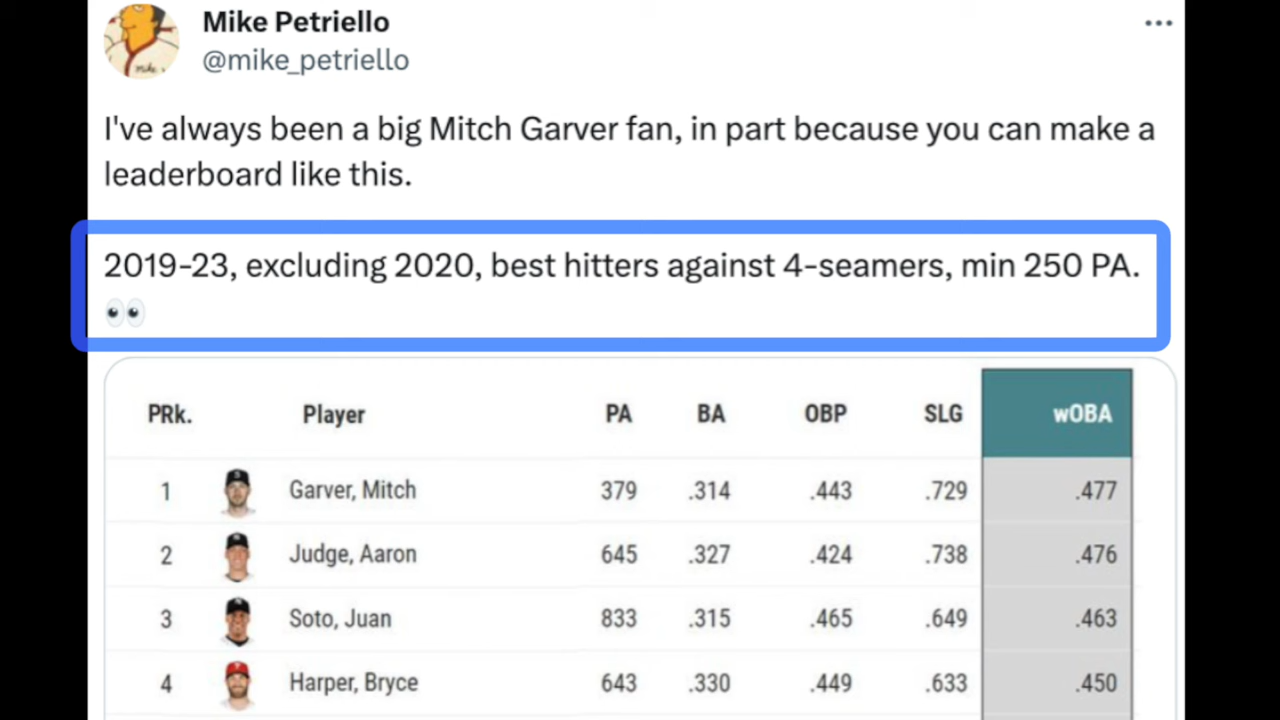 Mike Petriello
@mike_petriello
I've always been a big Mitch Garver fan, in part because you can make a
leaderboard like this.
2019-23, excluding 2020, best hitters against 4-seamers, min 250 PA.
👀
PRk. Player PA BA OBP SLG wOBA
1 Garver, Mitch 379 .314 .443 .729 .477
2 Judge, Aaron 645 .327 .424 .738 .476
3 Soto, Juan 833 .315 .465 .649 .463
4 Harper, Bryce 643 .330 .449 .633 .450